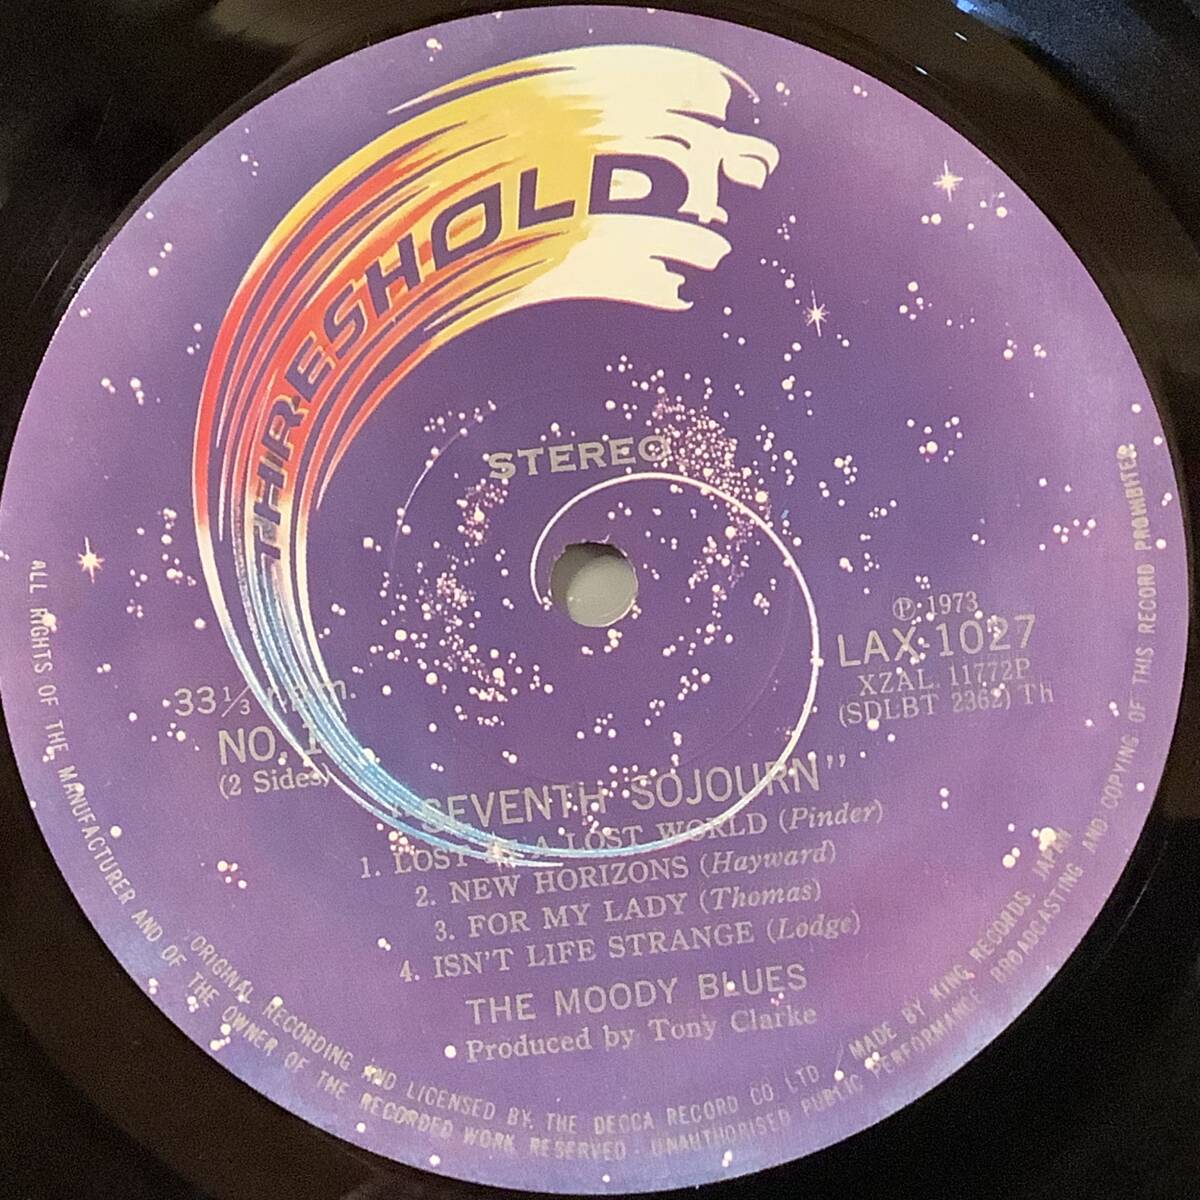 THRESHOLD
STEREO
℗ 1973
LAX-1027
XZAL. 11772P
(SDLBT 2362) Th
33 1/3 r.p.m.
NO. 1
(2 Sides)
"SEVENTH SOJOURN"
1. LOST IN A LOST WORLD (Pinder)
2. NEW HORIZONS (Hayward)
3. FOR MY LADY (Thomas)
4. ISN'T LIFE STRANGE (Lodge)
THE MOODY BLUES
Produced by Tony Clarke
ORIGINAL RECORDING AND LICENSED BY THE DECCA RECORD CO. LTD. MADE BY KING RECORDS, JAPAN
ALL RIGHTS OF THE MANUFACTURER AND OF THE OWNER OF THE RECORDED WORK RESERVED · UNAUTHORISED PUBLIC PERFORMANCE BROADCASTING AND COPYING OF THIS RECORD PROHIBITED